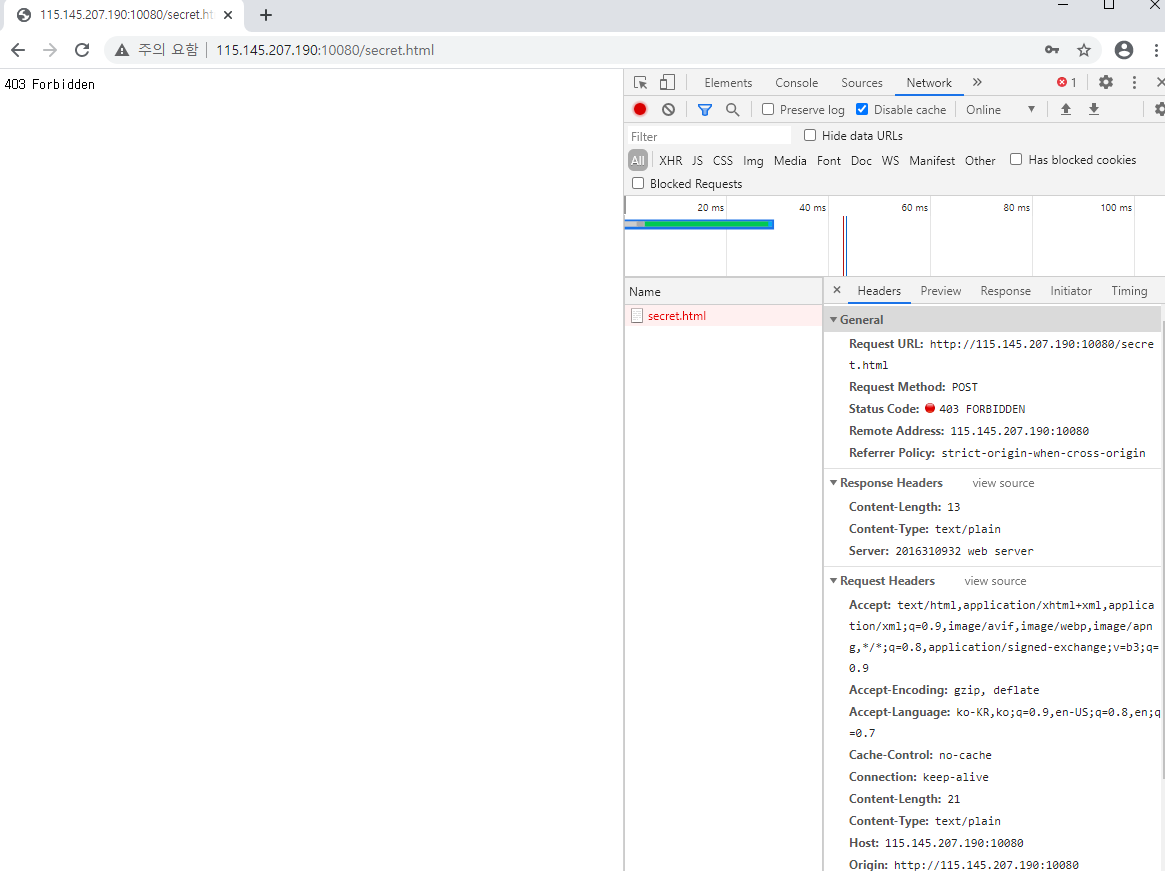 115.145.207.190:10080/secret.ht
주의 요함 115.145.207.190:10080/secret.html
403 Forbidden
Elements Console Sources Network » 1
Preserve log Disable cache Online
Filter Hide data URLs
All XHR JS CSS Img Media Font Doc WS Manifest Other Has blocked cookies
Blocked Requests
20 ms 40 ms 60 ms 80 ms 100 ms
Name
secret.html
Headers Preview Response Initiator Timing
General
Request URL: http://115.145.207.190:10080/secre
t.html
Request Method: POST
Status Code: 403 FORBIDDEN
Remote Address: 115.145.207.190:10080
Referrer Policy: strict-origin-when-cross-origin
Response Headers view source
Content-Length: 13
Content-Type: text/plain
Server: 2016310932 web server
Request Headers view source
Accept: text/html,application/xhtml+xml,applica
tion/xml;q=0.9,image/avif,image/webp,image/apn
g,*/*;q=0.8,application/signed-exchange;v=b3;q=
0.9
Accept-Encoding: gzip, deflate
Accept-Language: ko-KR,ko;q=0.9,en-US;q=0.8,en;q
=0.7
Cache-Control: no-cache
Connection: keep-alive
Content-Length: 21
Content-Type: text/plain
Host: 115.145.207.190:10080
Origin: http://115.145.207.190:10080